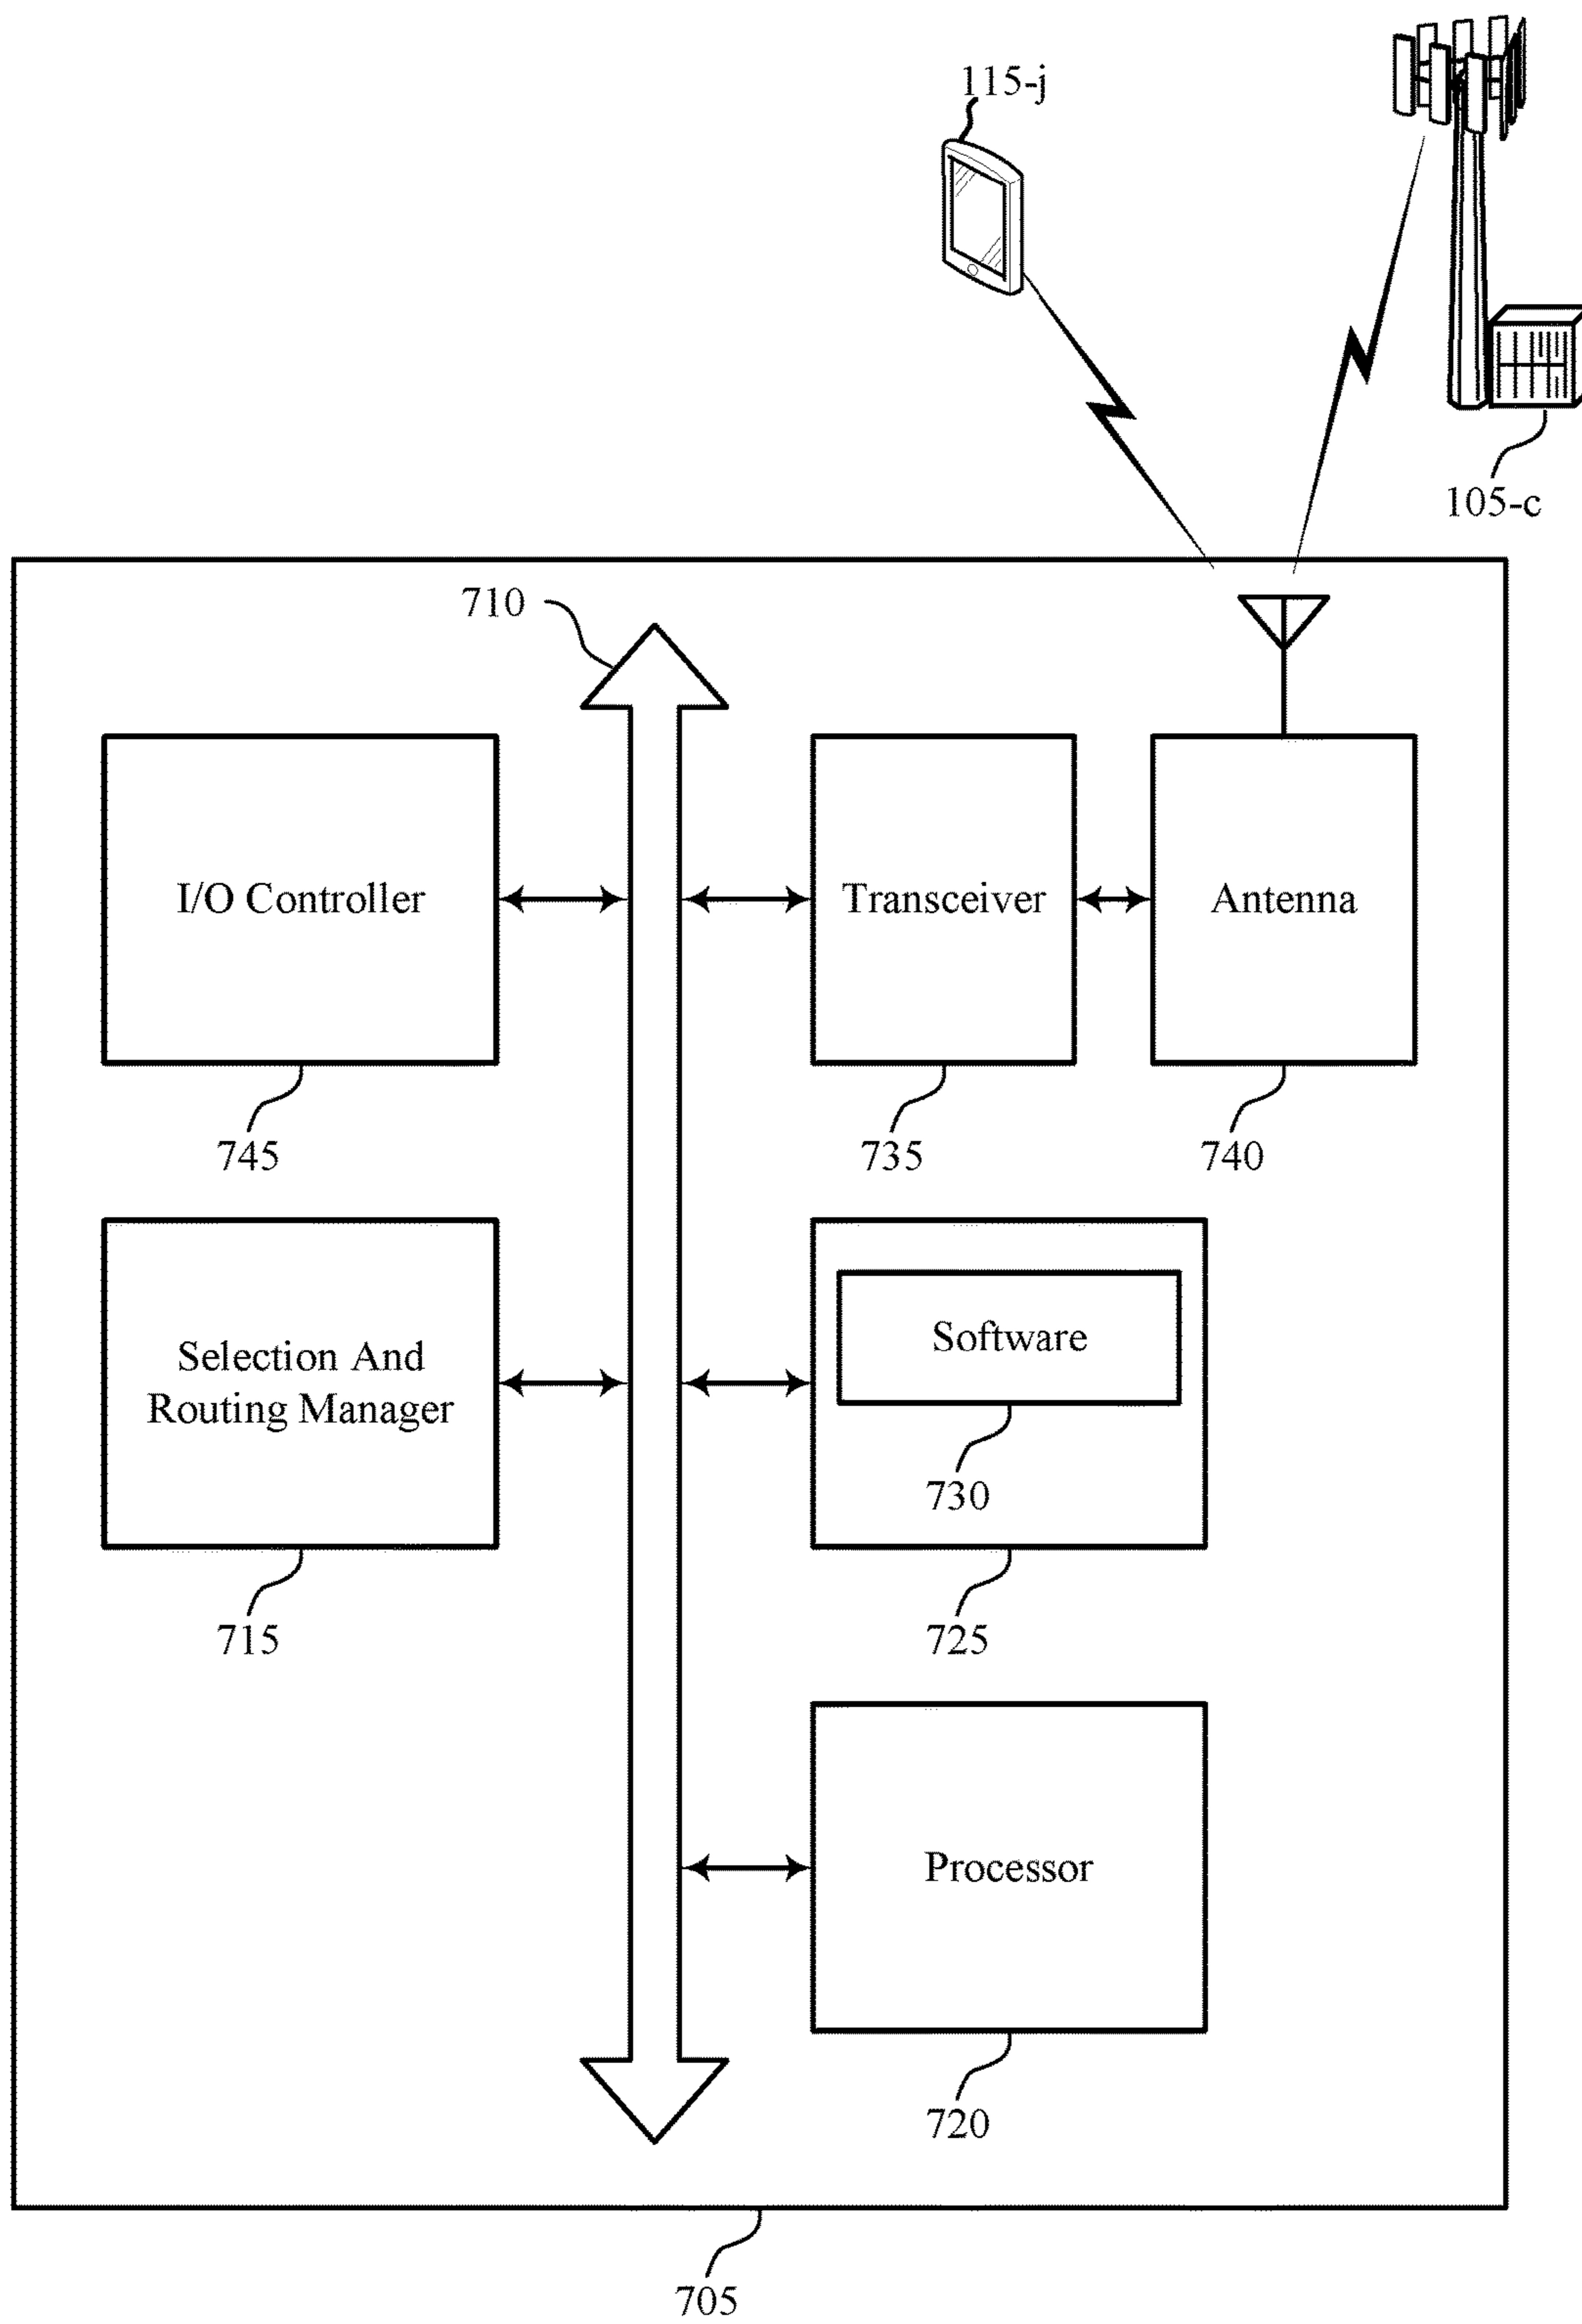 115-j
105-c
710
I/O Controller
Transceiver
Antenna
745
735
740
Selection And
Routing Manager
Software
730
715
725
Processor
720
705